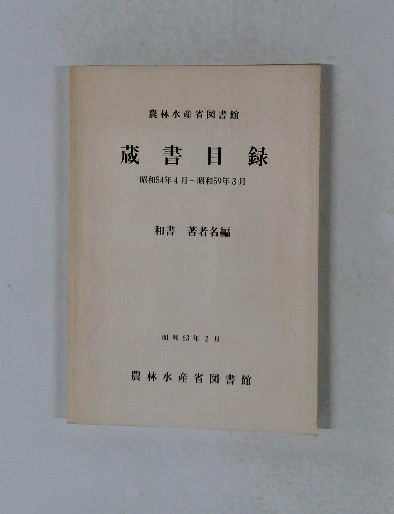 農林水産省図書館
蔵書目録
昭和54年4月~昭和59年3月
和書 著者名編
昭和63年2月
農林水産省図書館